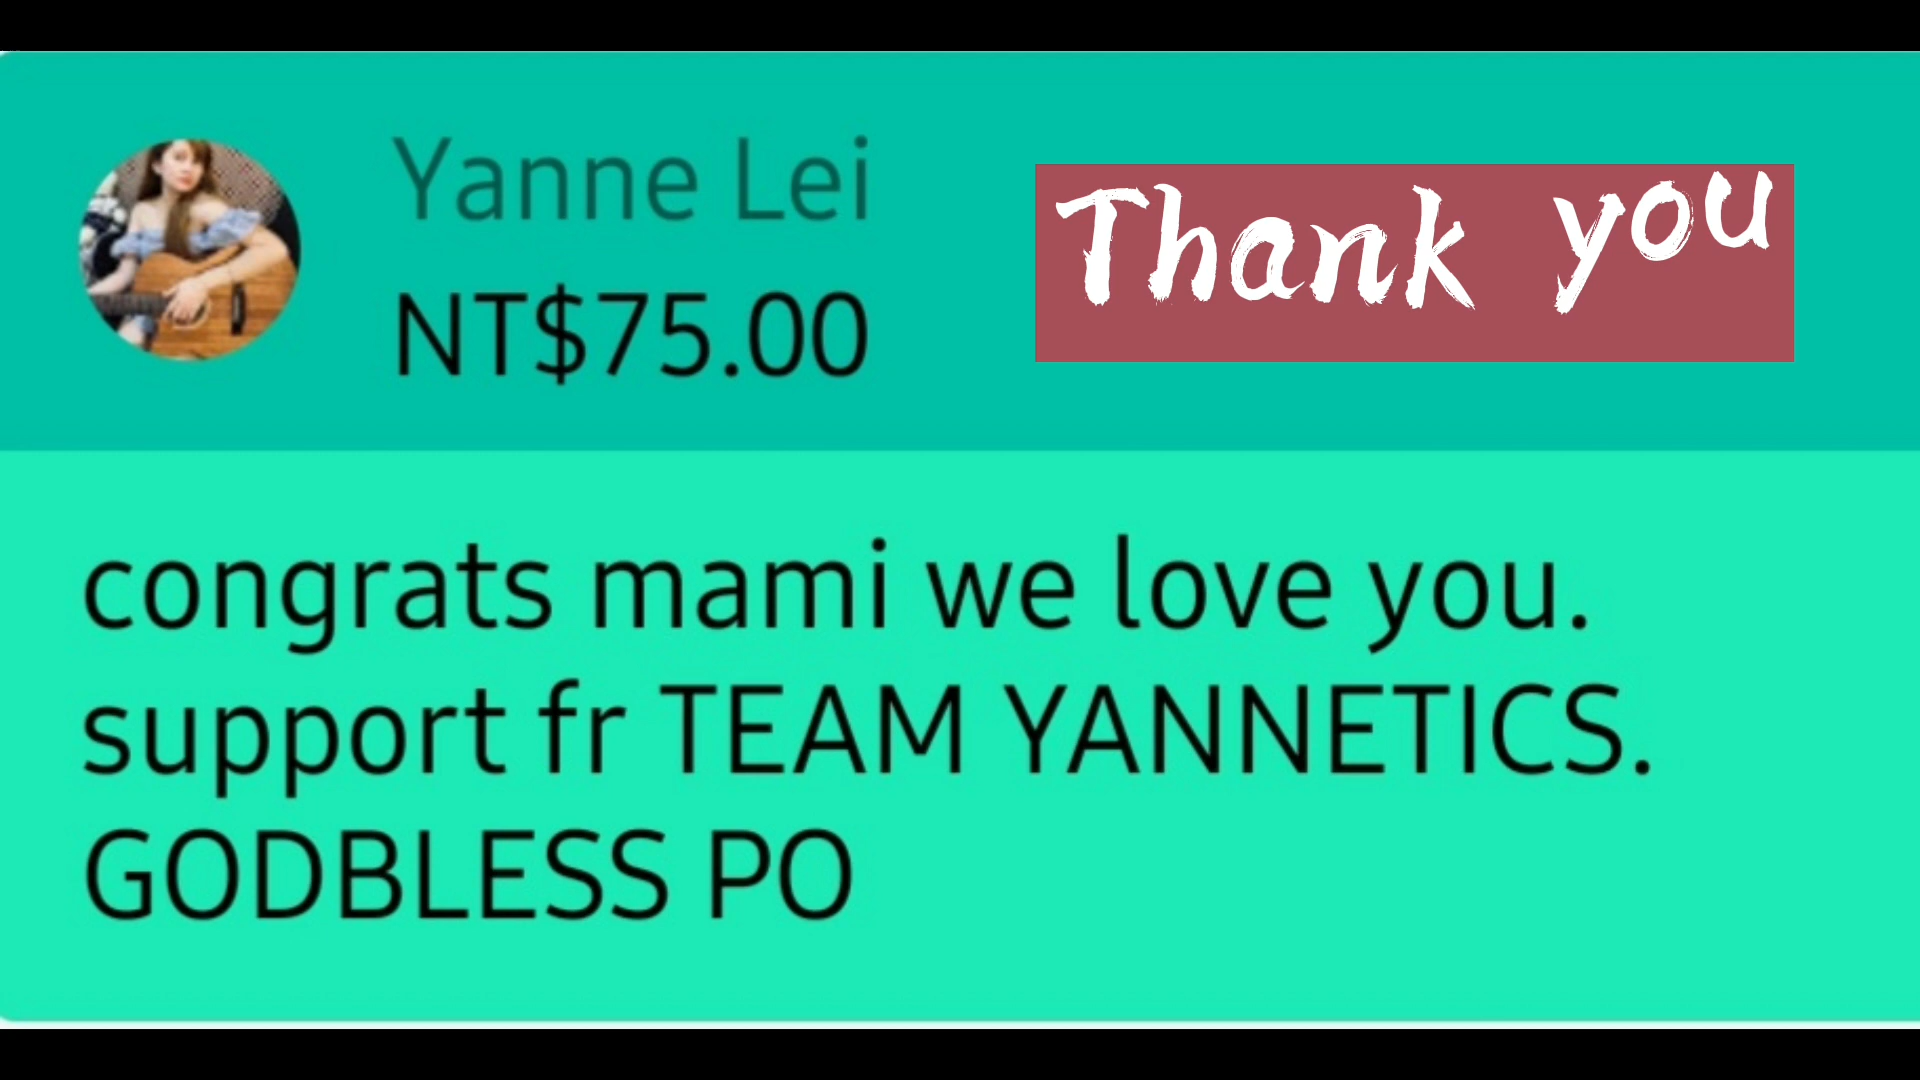 Yanne Lei
NT$75.00
Thank you
congrats mami we love you.
support fr TEAM YANNETICS.
GODBLESS PO